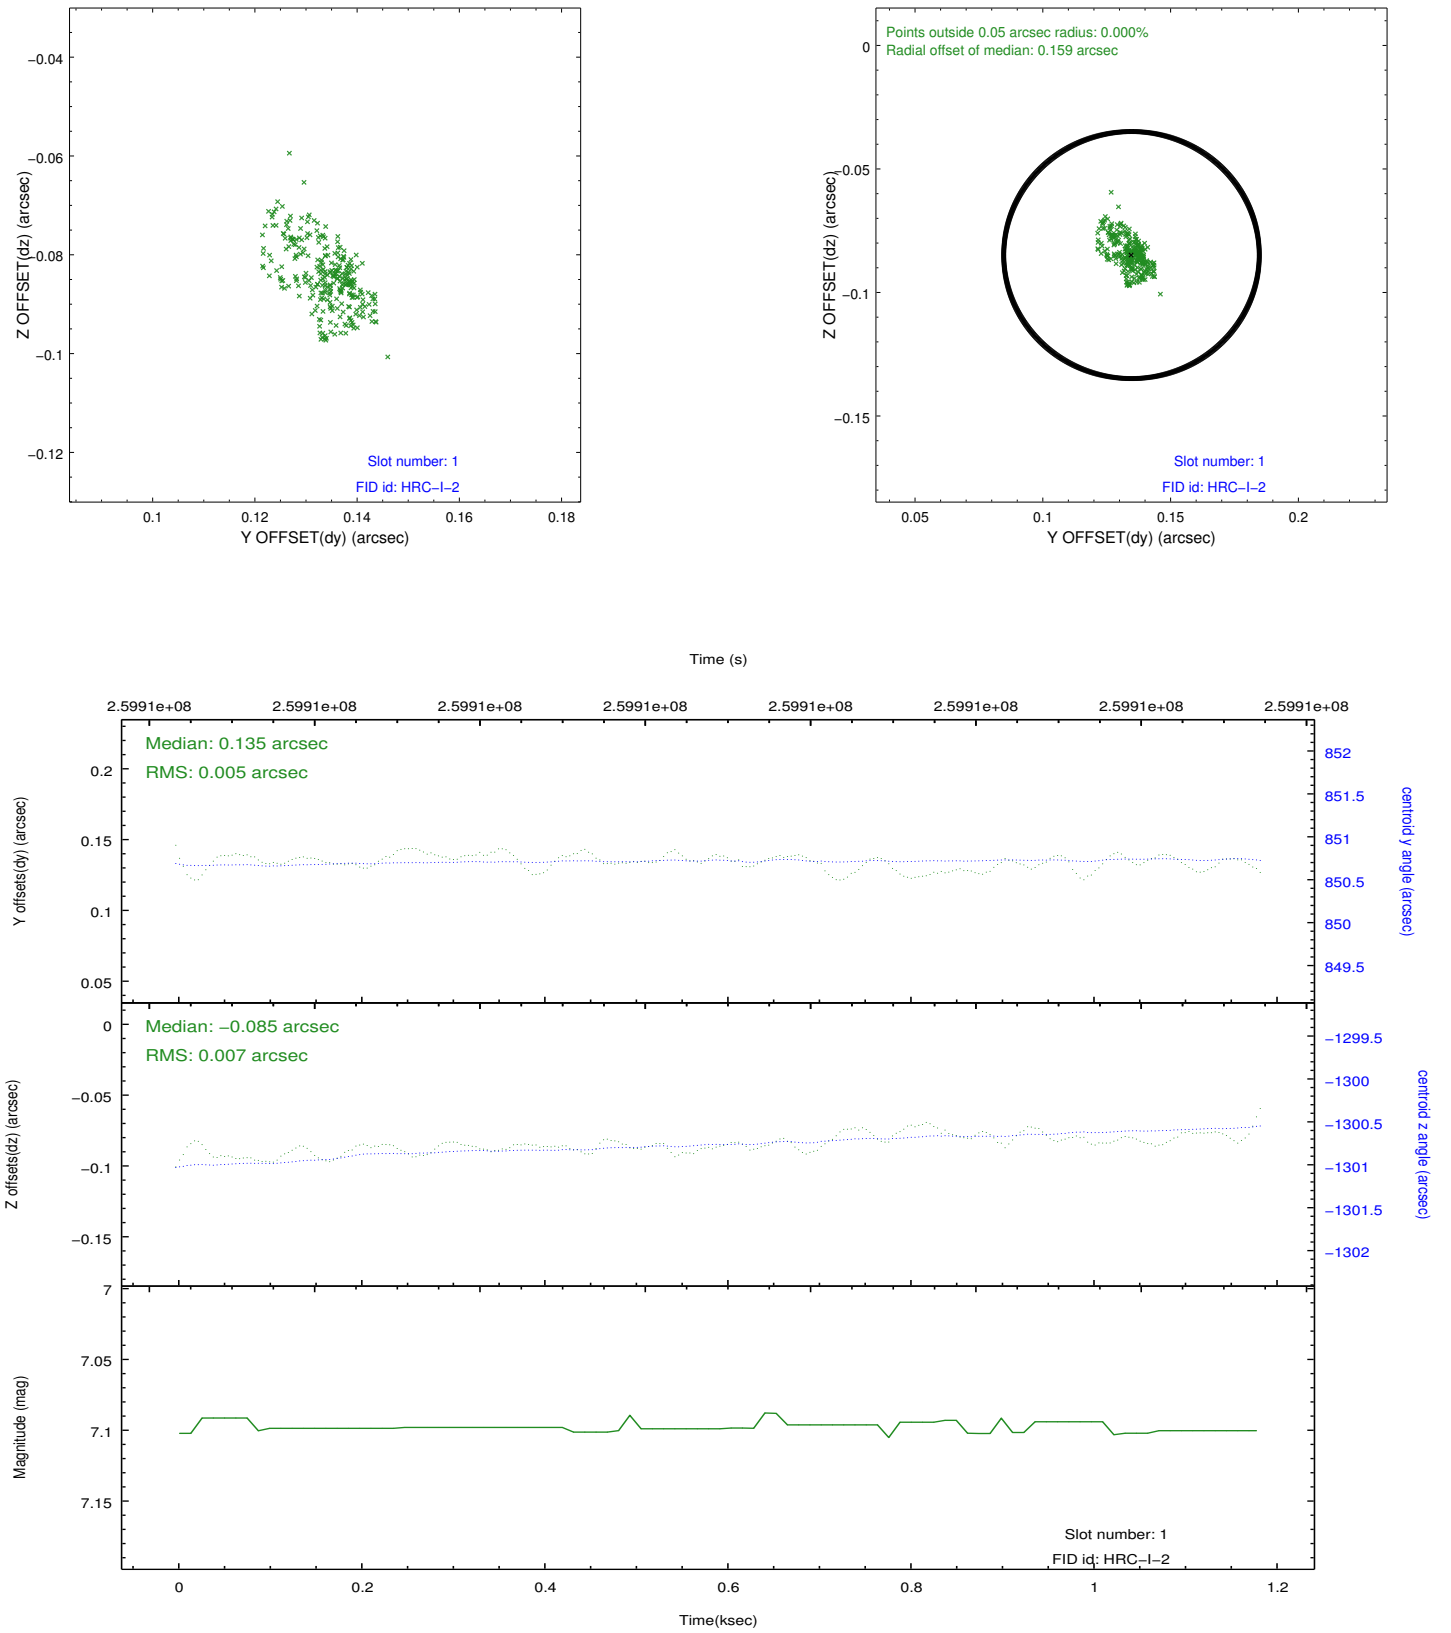 −0.04
−0.06
−0.08
−0.1
−0.12
Z OFFSET(dz) (arcsec)
Slot number: 1
FID id: HRC−I−2
0.1
0.12
0.14
0.16
0.18
Y OFFSET(dy) (arcsec)
Points outside 0.05 arcsec radius: 0.000%
Radial offset of median: 0.159 arcsec
0
−0.05
−0.1
−0.15
Z OFFSET(dz) (arcsec)
Slot number: 1
FID id: HRC−I−2
0.05
0.1
0.15
0.2
Y OFFSET(dy) (arcsec)
Time (s)
2.5991e+08 2.5991e+08 2.5991e+08 2.5991e+08 2.5991e+08 2.5991e+08 2.5991e+08 2.5991e+08
Median: 0.135 arcsec
RMS: 0.005 arcsec
0.2
0.15
0.1
0.05
Y offsets(dy) (arcsec)
852
851.5
851
850.5
850
849.5
centroid y angle (arcsec)
Median: −0.085 arcsec
RMS: 0.007 arcsec
0
−0.05
−0.1
−0.15
Z offsets(dz) (arcsec)
−1299.5
−1300
−1300.5
−1301
−1301.5
−1302
centroid z angle (arcsec)
7
7.05
7.1
7.15
Magnitude (mag)
Slot number: 1
FID id: HRC−I−2
0 0.2 0.4 0.6 0.8 1 1.2
Time(ksec)